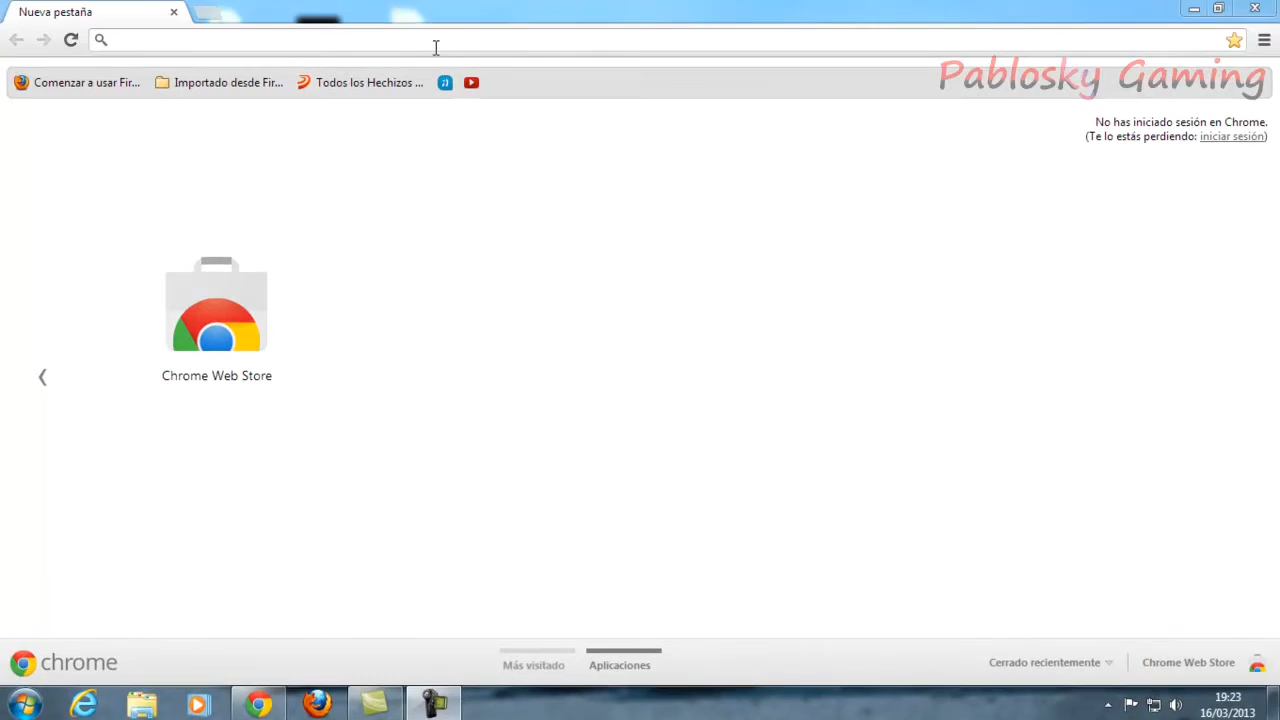 Nueva pestaña
Comenzar a usar Fir...
Importado desde Fir...
Todos los Hechizos ...
Pablosky Gaming
No has iniciado sesión en Chrome.
(Te lo estás perdiendo: iniciar sesión)
Chrome Web Store
chrome
Más visitado
Aplicaciones
Cerrado recientemente
Chrome Web Store
19:23
16/03/2013